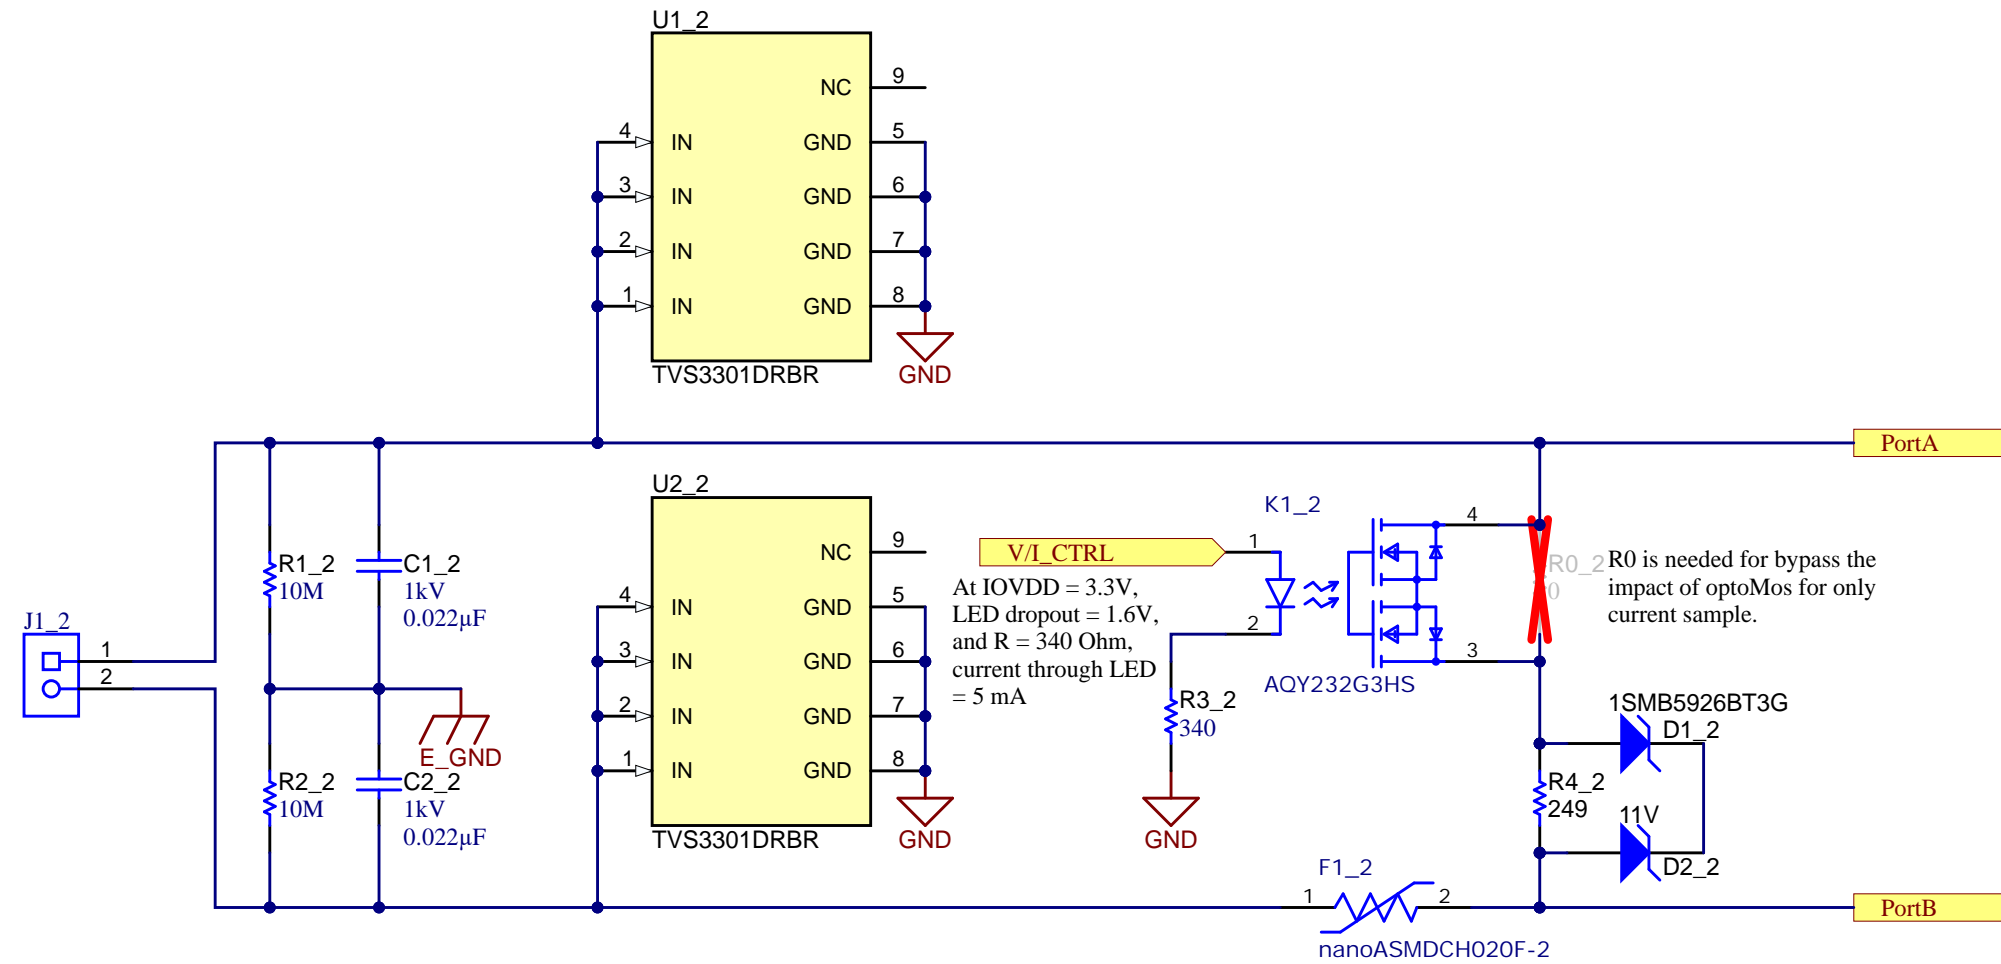 U1_2
NC 9
4 IN GND 5
3 IN GND 6
2 IN GND 7
1 IN GND 8
TVS3301DRBR
GND
PortA
U2_2
NC 9
4 IN GND 5
3 IN GND 6
2 IN GND 7
1 IN GND 8
TVS3301DRBR
GND
J1_2
1
2
R1_2
10M
C1_2
1kV
0.022µF
E_GND
R2_2
10M
C2_2
1kV
0.022µF
V/I_CTRL
At IOVDD = 3.3V,
LED dropout = 1.6V,
and R = 340 Ohm,
current through LED
= 5 mA
K1_2
1
2
4
3
AQY232G3HS
R3_2
340
GND
R0_2
0
R0 is needed for bypass the
impact of optoMos for only
current sample.
1SMB5926BT3G
D1_2
R4_2
249
11V
D2_2
F1_2
1
2
nanoASMDCH020F-2
PortB